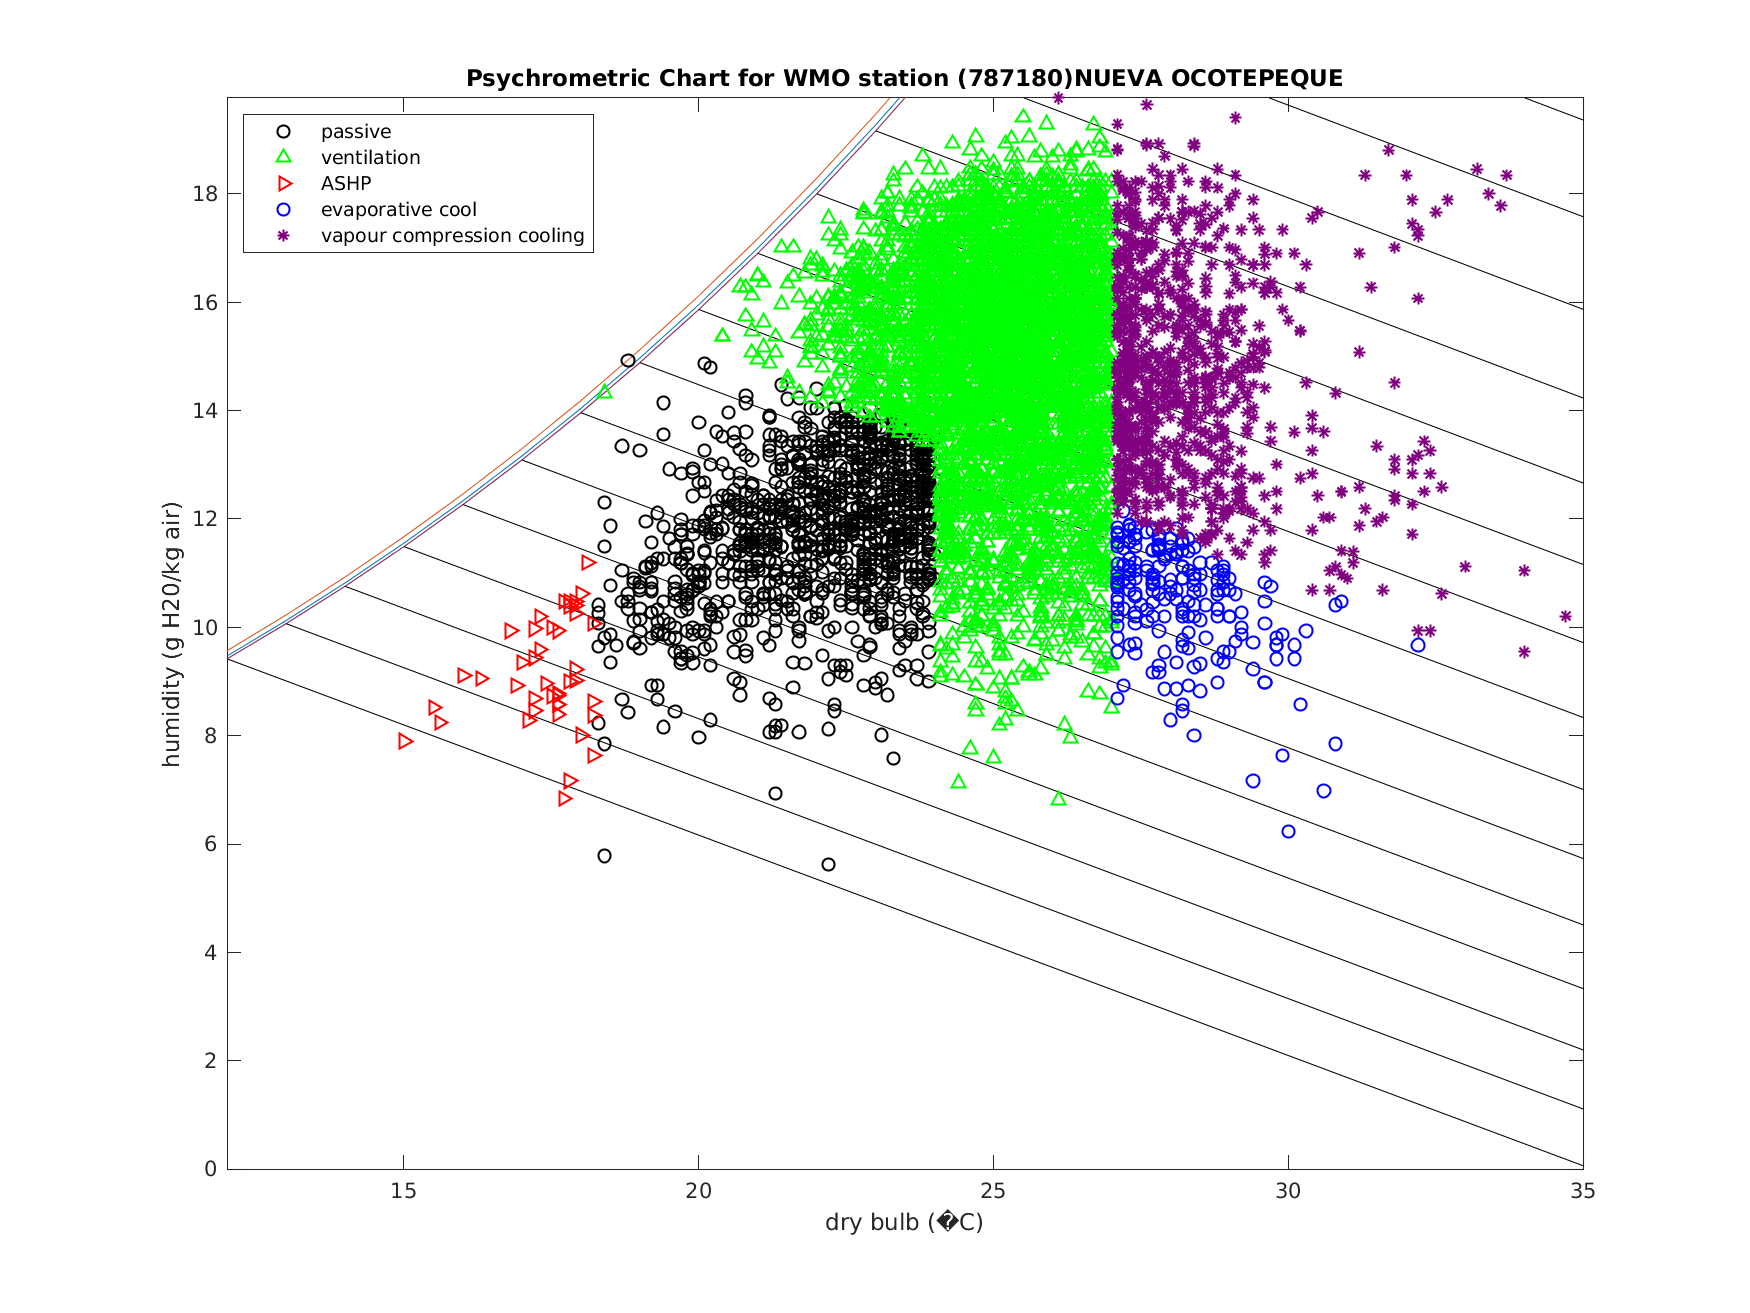 Psychrometric Chart for WMO station (787180)NUEVA OCOTEPEQUE
passive
ventilation
ASHP
evaporative cool
vapour compression cooling
humidity (g H20/kg air)
18
16
14
12
10
8
6
4
2
0
15 20 25 30 35
dry bulb (�C)